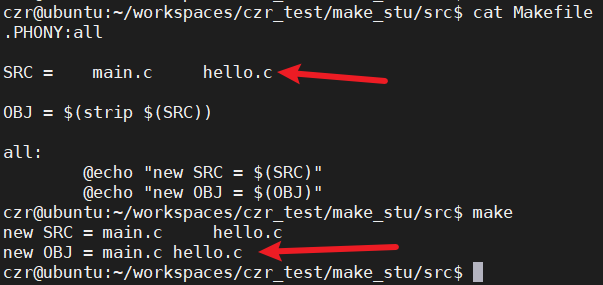 czr@ubuntu:~/workspaces/czr_test/make_stu/src$ cat Makefile
.PHONY:all
SRC =    main.c     hello.c
OBJ = $(strip $(SRC))
all:
        @echo "new SRC = $(SRC)"
        @echo "new OBJ = $(OBJ)"
czr@ubuntu:~/workspaces/czr_test/make_stu/src$ make
new SRC = main.c     hello.c
new OBJ = main.c hello.c
czr@ubuntu:~/workspaces/czr_test/make_stu/src$